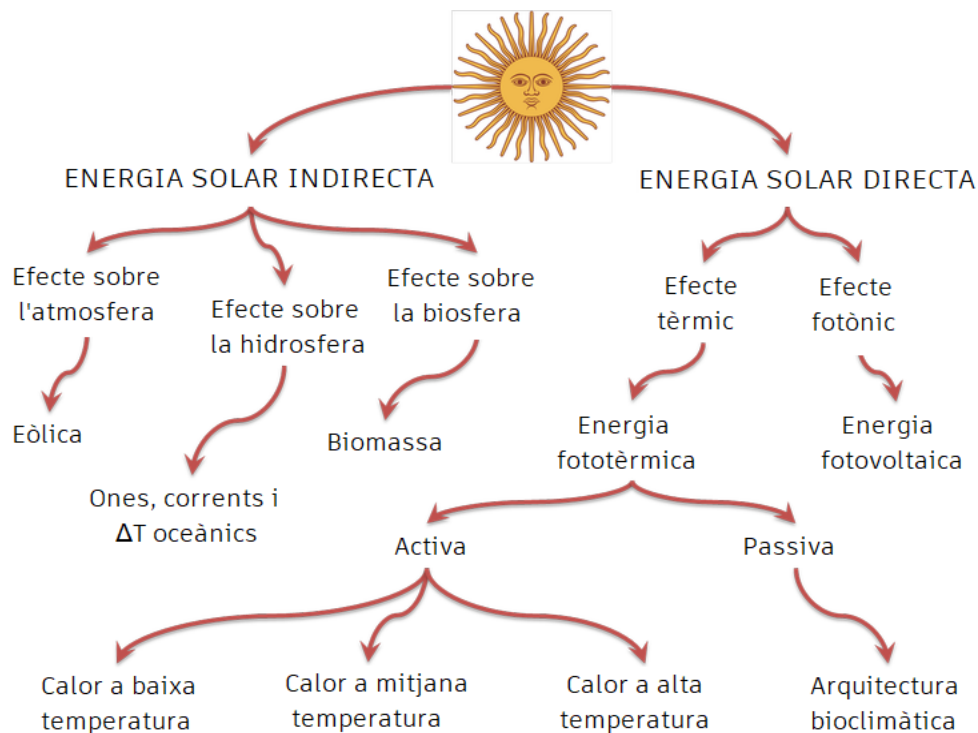 ENERGIA SOLAR INDIRECTA
ENERGIA SOLAR DIRECTA
Efecte sobre
l'atmosfera
Efecte sobre
la hidrosfera
Efecte sobre
la biosfera
Efecte
tèrmic
Efecte
fotònic
Eòlica
Ones, corrents i
ΔT oceànics
Biomassa
Energia
fototèrmica
Energia
fotovoltaica
Activa
Passiva
Calor a baixa
temperatura
Calor a mitjana
temperatura
Calor a alta
temperatura
Arquitectura
bioclimàtica